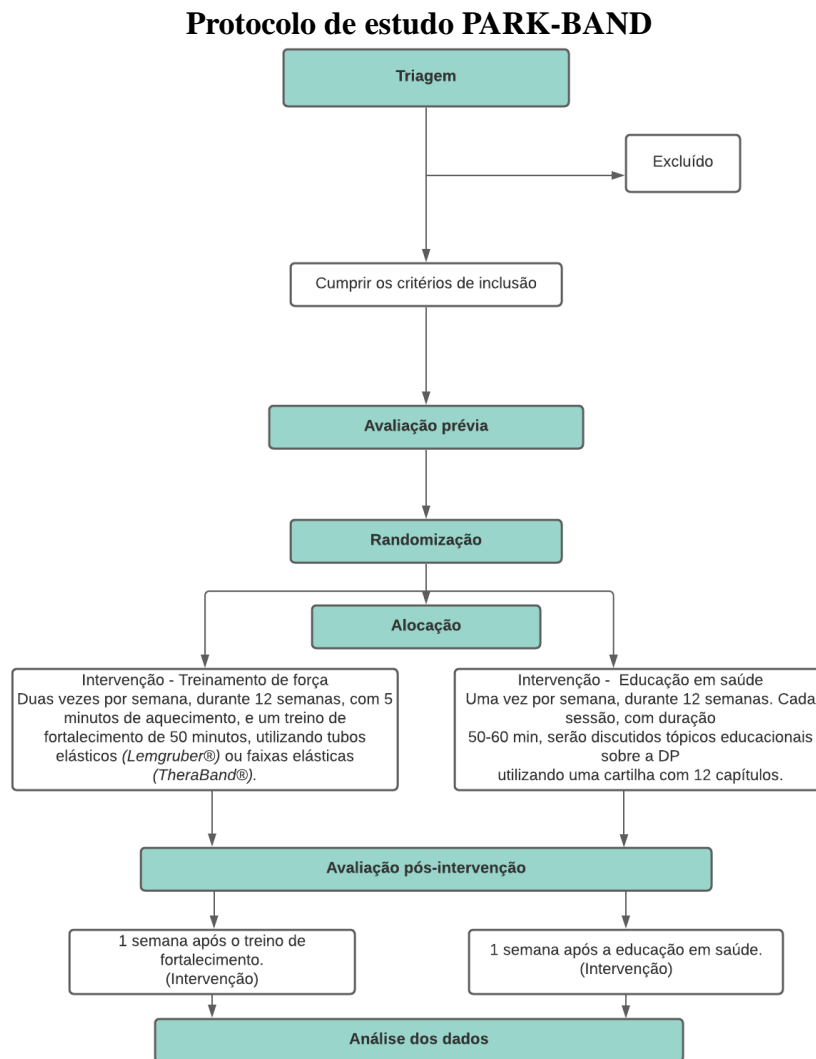 Protocolo de estudo PARK-BAND
Triagem
Excluído
Cumprir os critérios de inclusão
Avaliação prévia
Randomização
Alocação
Intervenção - Treinamento de força
Duas vezes por semana, durante 12 semanas, com 5
minutos de aquecimento, e um treino de
fortalecimento de 50 minutos, utilizando tubos
elásticos (Lemgruber®) ou faixas elásticas
(TheraBand®).
Intervenção - Educação em saúde
Uma vez por semana, durante 12 semanas. Cada
sessão, com duração
50-60 min, serão discutidos tópicos educacionais
sobre a DP
utilizando uma cartilha com 12 capítulos.
Avaliação pós-intervenção
1 semana após o treino de
fortalecimento.
(Intervenção)
1 semana após a educação em saúde.
(Intervenção)
Análise dos dados